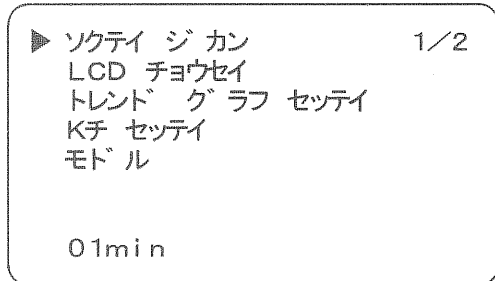 ▶ ソクテイ ジカン 1/2
LCD チョウセイ
トレンド グラフ セッテイ
Kチ セッテイ
モドル
01min